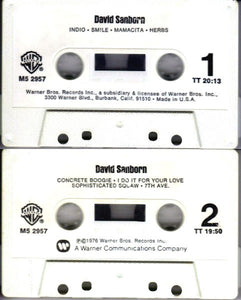 David Sanborn
INDIO • SMILE • MAMACITA • HERBS
1
MS 2957
TT 20:13
Warner Bros. Records Inc., a subsidiary & licensee of Warner Bros. Inc.,
3300 Warner Blvd., Burbank, Calif. 91510 • Made in U.S.A.
David Sanborn
CONCRETE BOOGIE • I DO IT FOR YOUR LOVE
SOPHISTICATED SQUAW • 7TH AVE.
2
MS 2957
TT 19:50
℗©1976 Warner Bros. Records Inc.
A Warner Communications Company